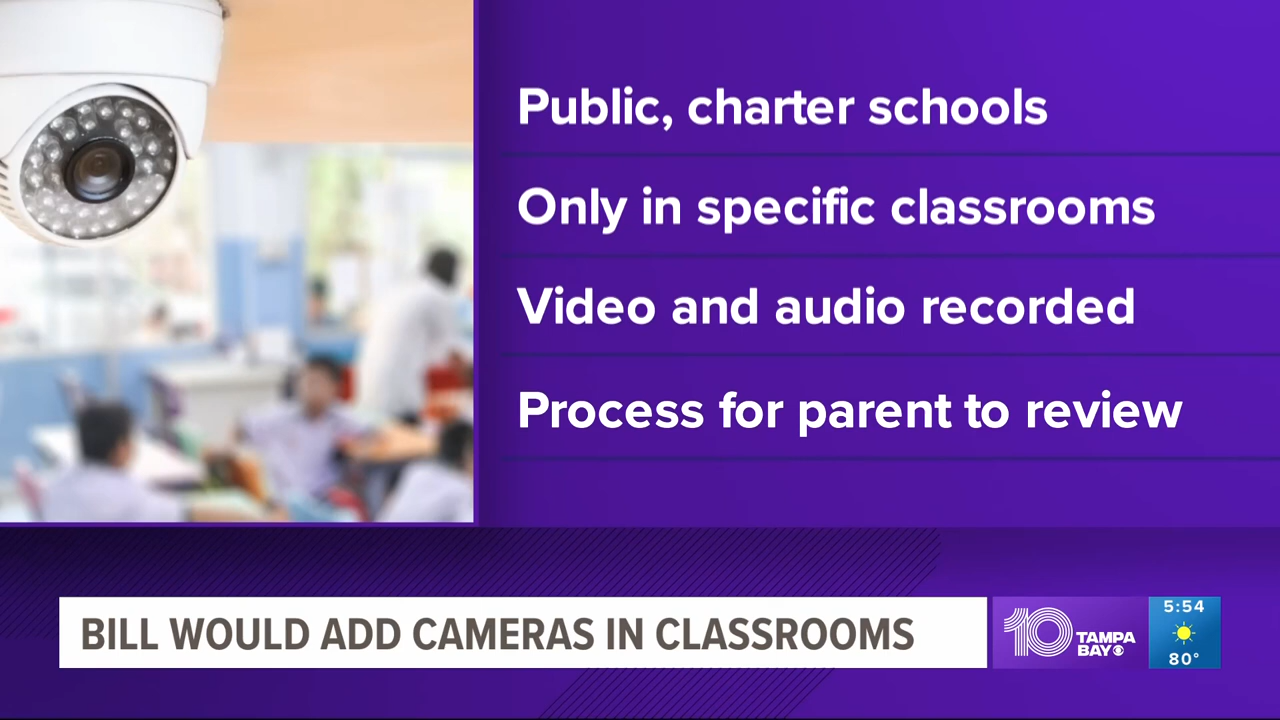 Public, charter schools
Only in specific classrooms
Video and audio recorded
Process for parent to review
BILL WOULD ADD CAMERAS IN CLASSROOMS
10 TAMPA
BAY
5:54
80°